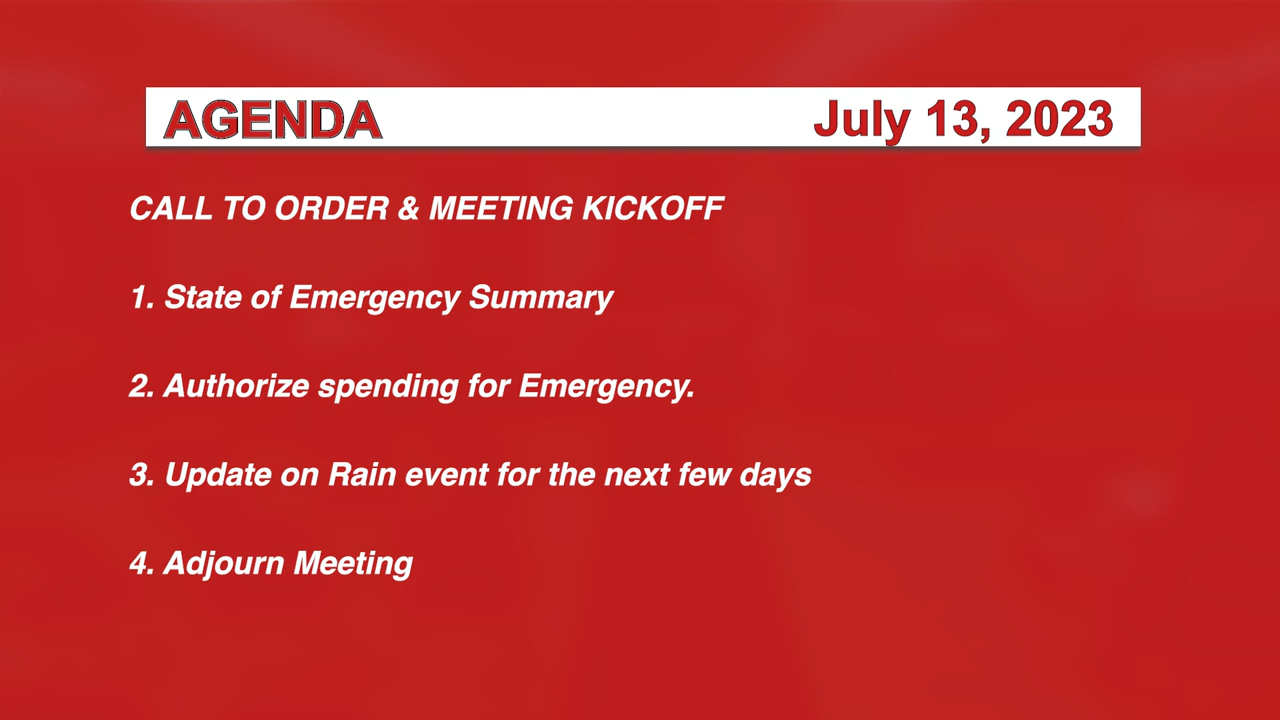 AGENDA July 13, 2023
CALL TO ORDER & MEETING KICKOFF
1. State of Emergency Summary
2. Authorize spending for Emergency.
3. Update on Rain event for the next few days
4. Adjourn Meeting